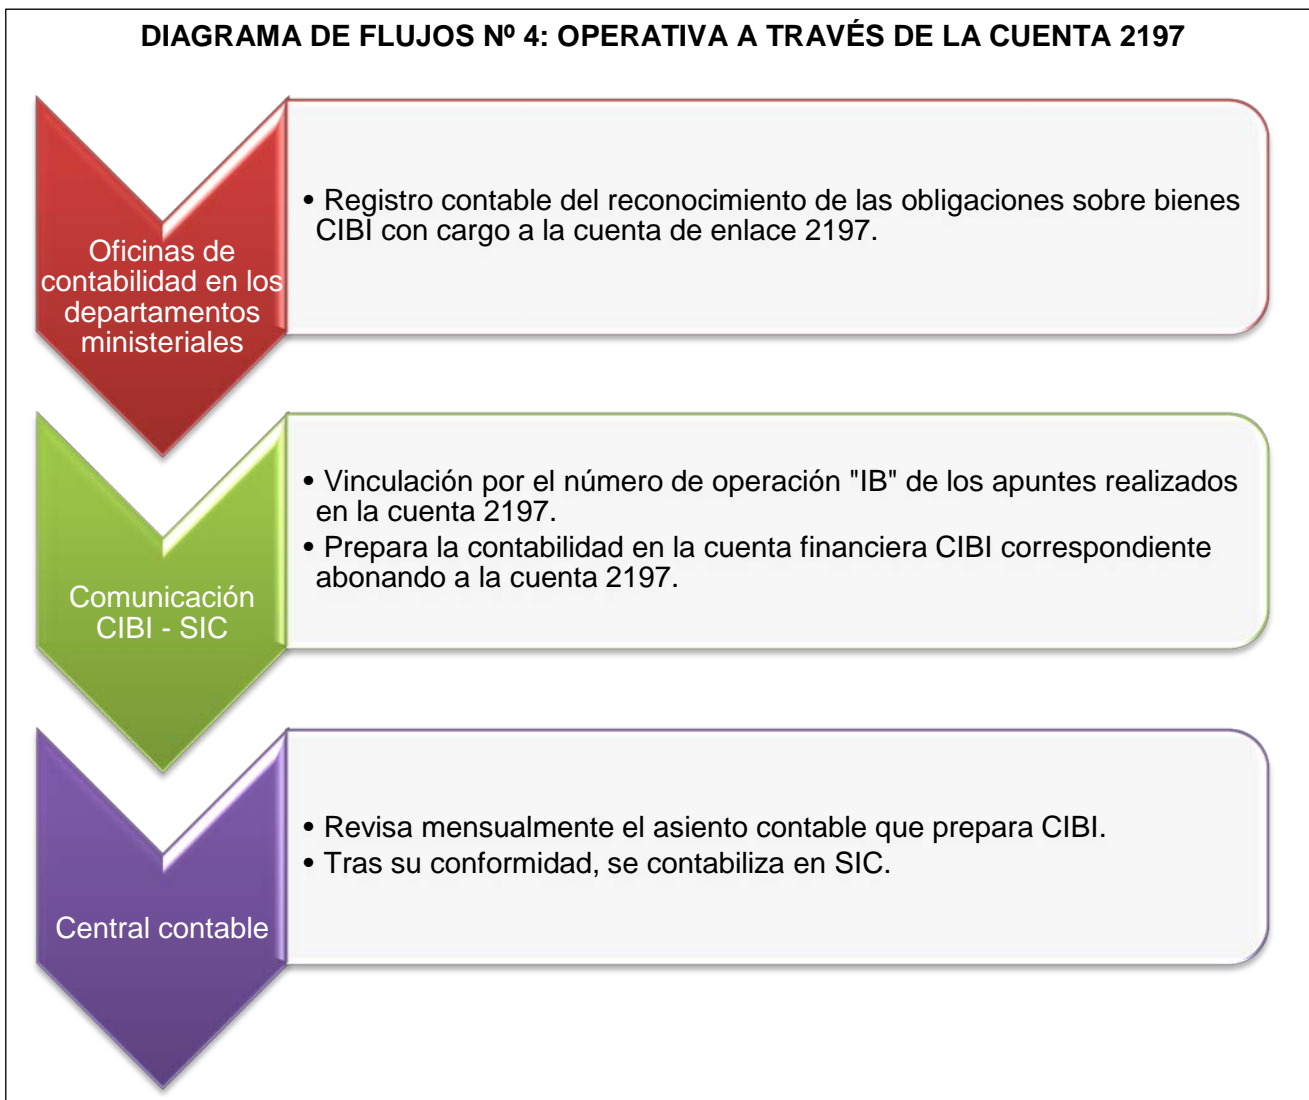 DIAGRAMA DE FLUJOS Nº 4: OPERATIVA A TRAVÉS DE LA CUENTA 2197
Oficinas de
contabilidad en los
departamentos
ministeriales
• Registro contable del reconocimiento de las obligaciones sobre bienes
CIBI con cargo a la cuenta de enlace 2197.
Comunicación
CIBI - SIC
• Vinculación por el número de operación "IB" de los apuntes realizados
en la cuenta 2197.
• Prepara la contabilidad en la cuenta financiera CIBI correspondiente
abonando a la cuenta 2197.
Central contable
• Revisa mensualmente el asiento contable que prepara CIBI.
• Tras su conformidad, se contabiliza en SIC.